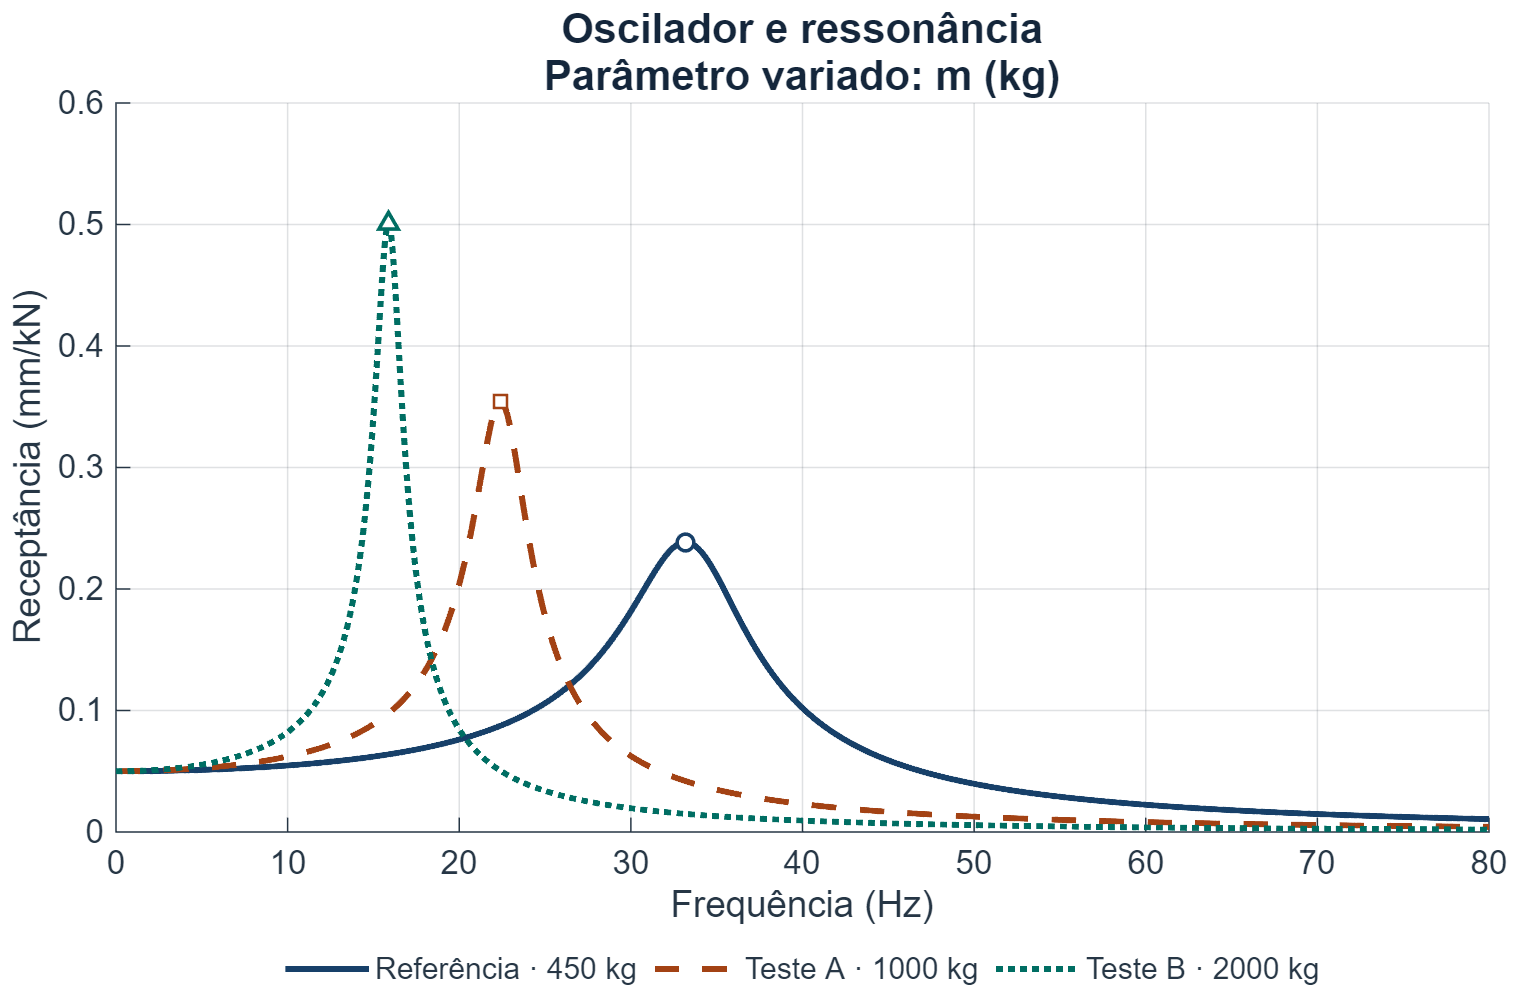 Oscilador e ressonância
Parâmetro variado: m (kg)
Receptância (mm/kN)
0.6
0.5
0.4
0.3
0.2
0.1
0
0 10 20 30 40 50 60 70 80
Frequência (Hz)
Referência · 450 kg Teste A · 1000 kg Teste B · 2000 kg